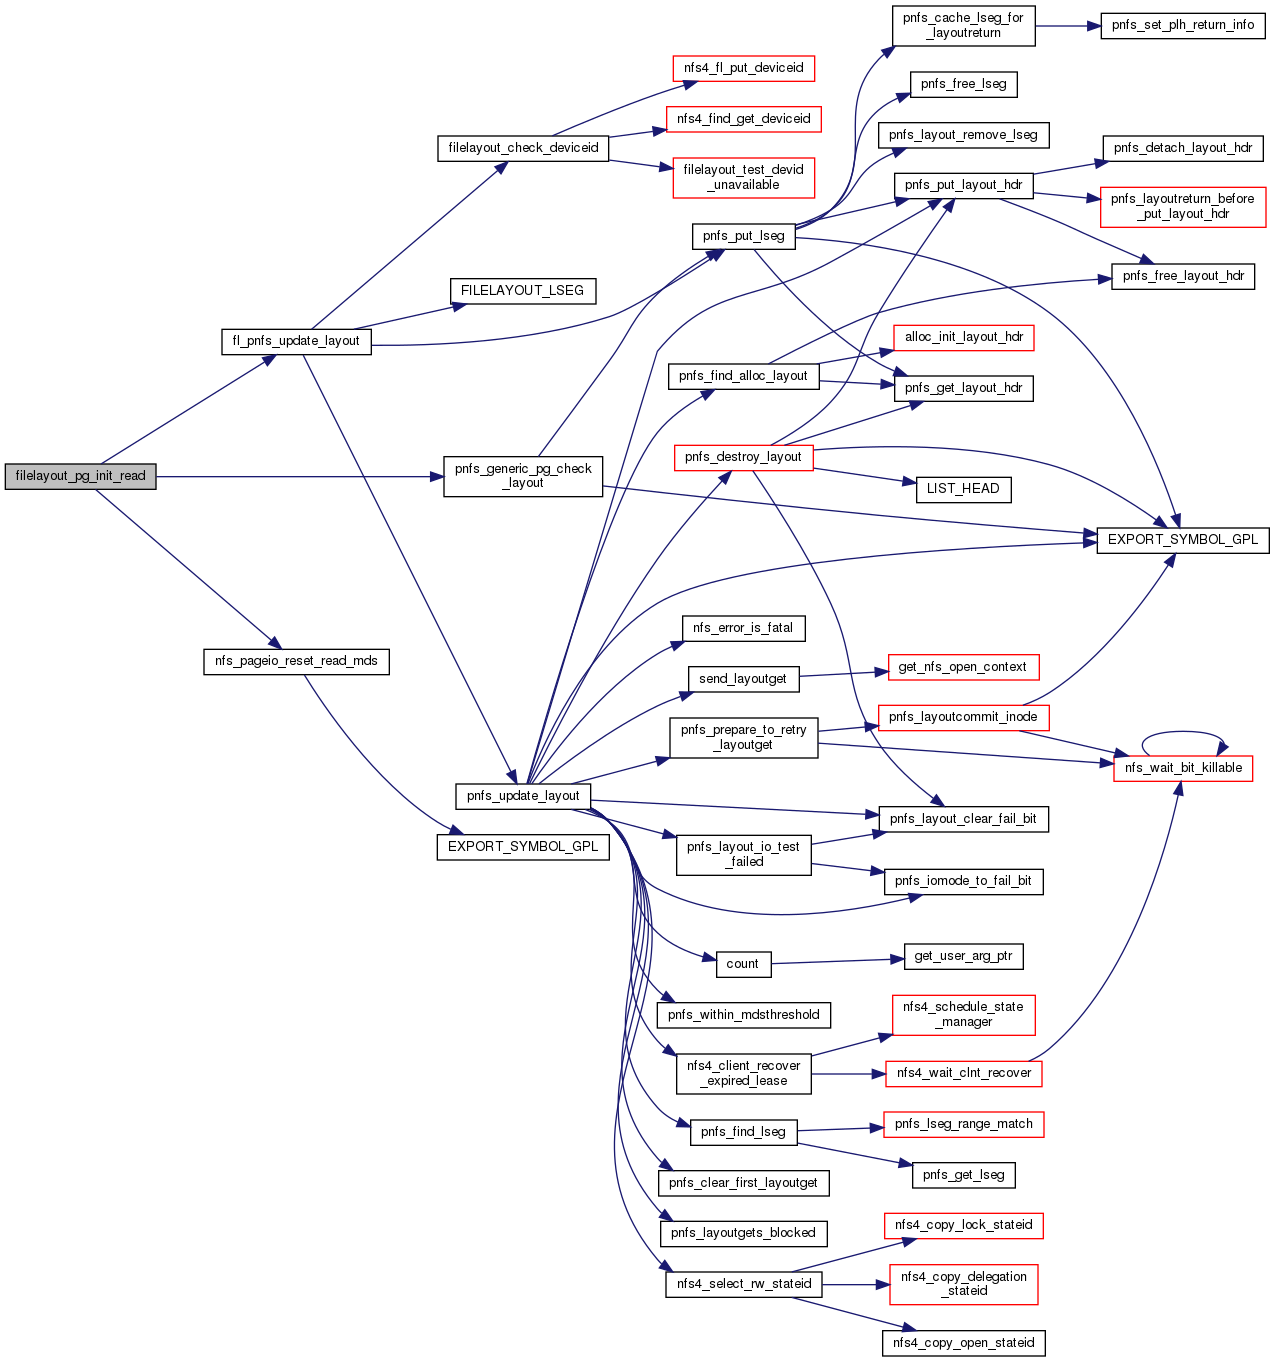 pnfs_cache_lseg_for
_layoutreturn
pnfs_set_plh_return_info
nfs4_fl_put_deviceid
pnfs_free_lseg
nfs4_find_get_deviceid
pnfs_layout_remove_lseg
filelayout_check_deviceid
pnfs_detach_layout_hdr
filelayout_test_devid
_unavailable
pnfs_put_layout_hdr
pnfs_layoutreturn_before
_put_layout_hdr
pnfs_put_lseg
pnfs_free_layout_hdr
FILELAYOUT_LSEG
fl_pnfs_update_layout
alloc_init_layout_hdr
pnfs_find_alloc_layout
pnfs_get_layout_hdr
pnfs_destroy_layout
filelayout_pg_init_read
pnfs_generic_pg_check
_layout
LIST_HEAD
EXPORT_SYMBOL_GPL
nfs_error_is_fatal
nfs_pageio_reset_read_mds
send_layoutget
get_nfs_open_context
pnfs_layoutcommit_inode
pnfs_prepare_to_retry
_layoutget
nfs_wait_bit_killable
pnfs_update_layout
pnfs_layout_clear_fail_bit
EXPORT_SYMBOL_GPL
pnfs_layout_io_test
_failed
pnfs_iomode_to_fail_bit
count
get_user_arg_ptr
pnfs_within_mdsthreshold
nfs4_schedule_state
_manager
nfs4_client_recover
_expired_lease
nfs4_wait_clnt_recover
pnfs_find_lseg
pnfs_lseg_range_match
pnfs_get_lseg
pnfs_clear_first_layoutget
pnfs_layoutgets_blocked
nfs4_copy_lock_stateid
nfs4_select_rw_stateid
nfs4_copy_delegation
_stateid
nfs4_copy_open_stateid